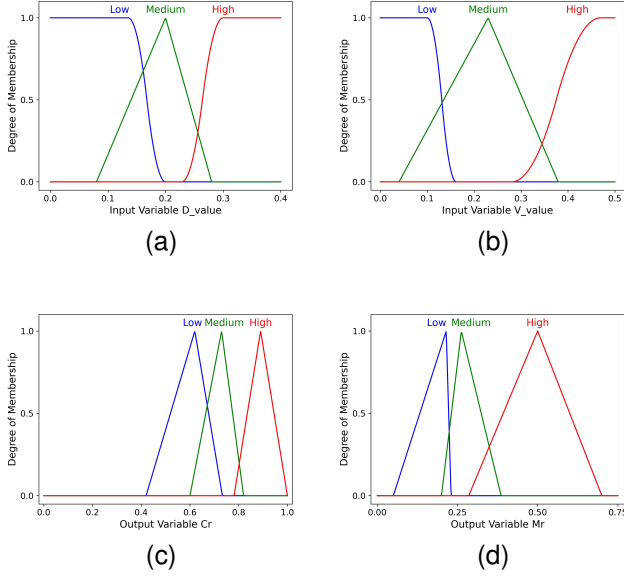 Low Medium High
Degree of Membership
1.0
0.5
0.0
0.0 0.1 0.2 0.3 0.4
Input Variable D_value
(a)
Low Medium High
Degree of Membership
1.0
0.5
0.0
0.0 0.1 0.2 0.3 0.4 0.5
Input Variable V_value
(b)
Low Medium High
Degree of Membership
1.0
0.5
0.0
0.0 0.2 0.4 0.6 0.8 1.0
Output Variable Cr
(c)
Low Medium High
Degree of Membership
1.0
0.5
0.0
0.00 0.25 0.50 0.75
Output Variable Mr
(d)